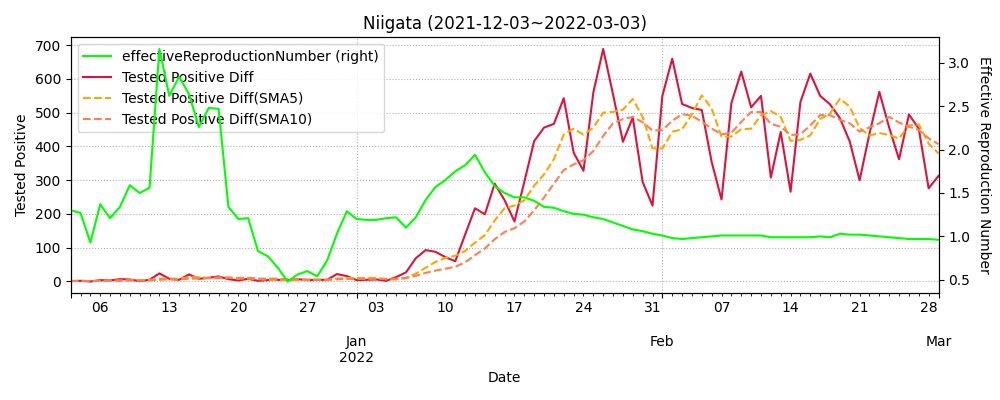 Niigata (2021-12-03~2022-03-03)
effectiveReproductionNumber (right)
Tested Positive Diff
Tested Positive Diff(SMA5)
Tested Positive Diff(SMA10)
Tested Positive
700
600
500
400
300
200
100
0
3.0
2.5
2.0
1.5
1.0
0.5
Effective Reproduction Number
06 13 20 27 03 10 17 24 31 07 14 21 28
Jan Feb Mar
2022
Date